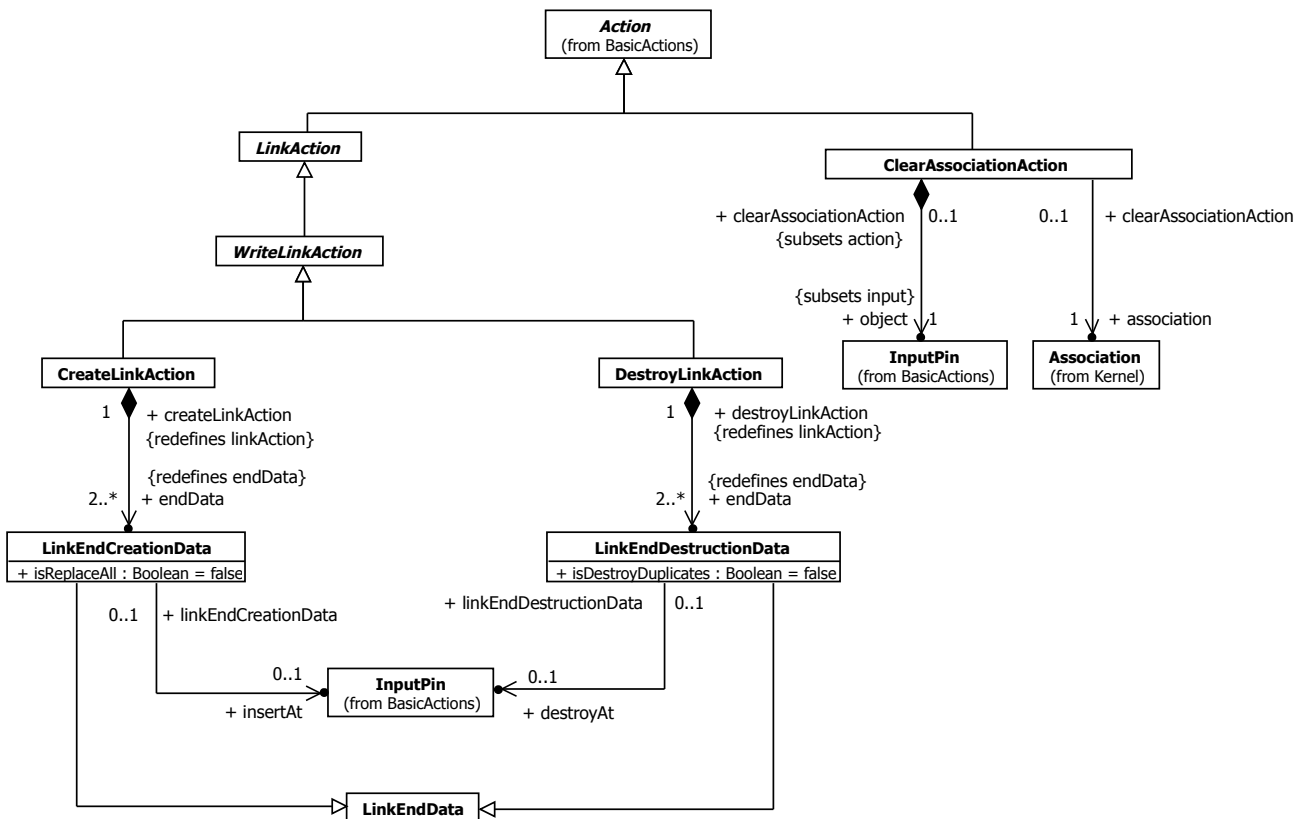 Action
(from BasicActions)
LinkAction
ClearAssociationAction
+ clearAssociationAction
0..1
0..1
+ clearAssociationAction
{subsets action}
WriteLinkAction
{subsets input}
+ object
1
1
+ association
InputPin
(from BasicActions)
Association
(from Kernel)
CreateLinkAction
DestroyLinkAction
1
+ createLinkAction
{redefines linkAction}
1
+ destroyLinkAction
{redefines linkAction}
{redefines endData}
2..*
+ endData
{redefines endData}
2..*
+ endData
LinkEndCreationData
+ isReplaceAll : Boolean = false
LinkEndDestructionData
+ isDestroyDuplicates : Boolean = false
0..1
+ linkEndCreationData
+ linkEndDestructionData
0..1
0..1
+ insertAt
InputPin
(from BasicActions)
0..1
+ destroyAt
LinkEndData